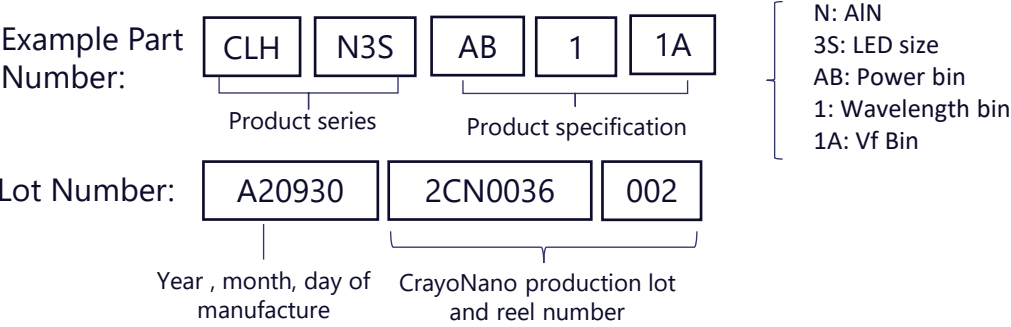 Example Part
Number:
CLH N3S AB 1 1A
Product series
Product specification
N: AlN
3S: LED size
AB: Power bin
1: Wavelength bin
1A: Vf Bin
Lot Number:
A20930 2CN0036 002
Year , month, day of
manufacture
CrayoNano production lot
and reel number